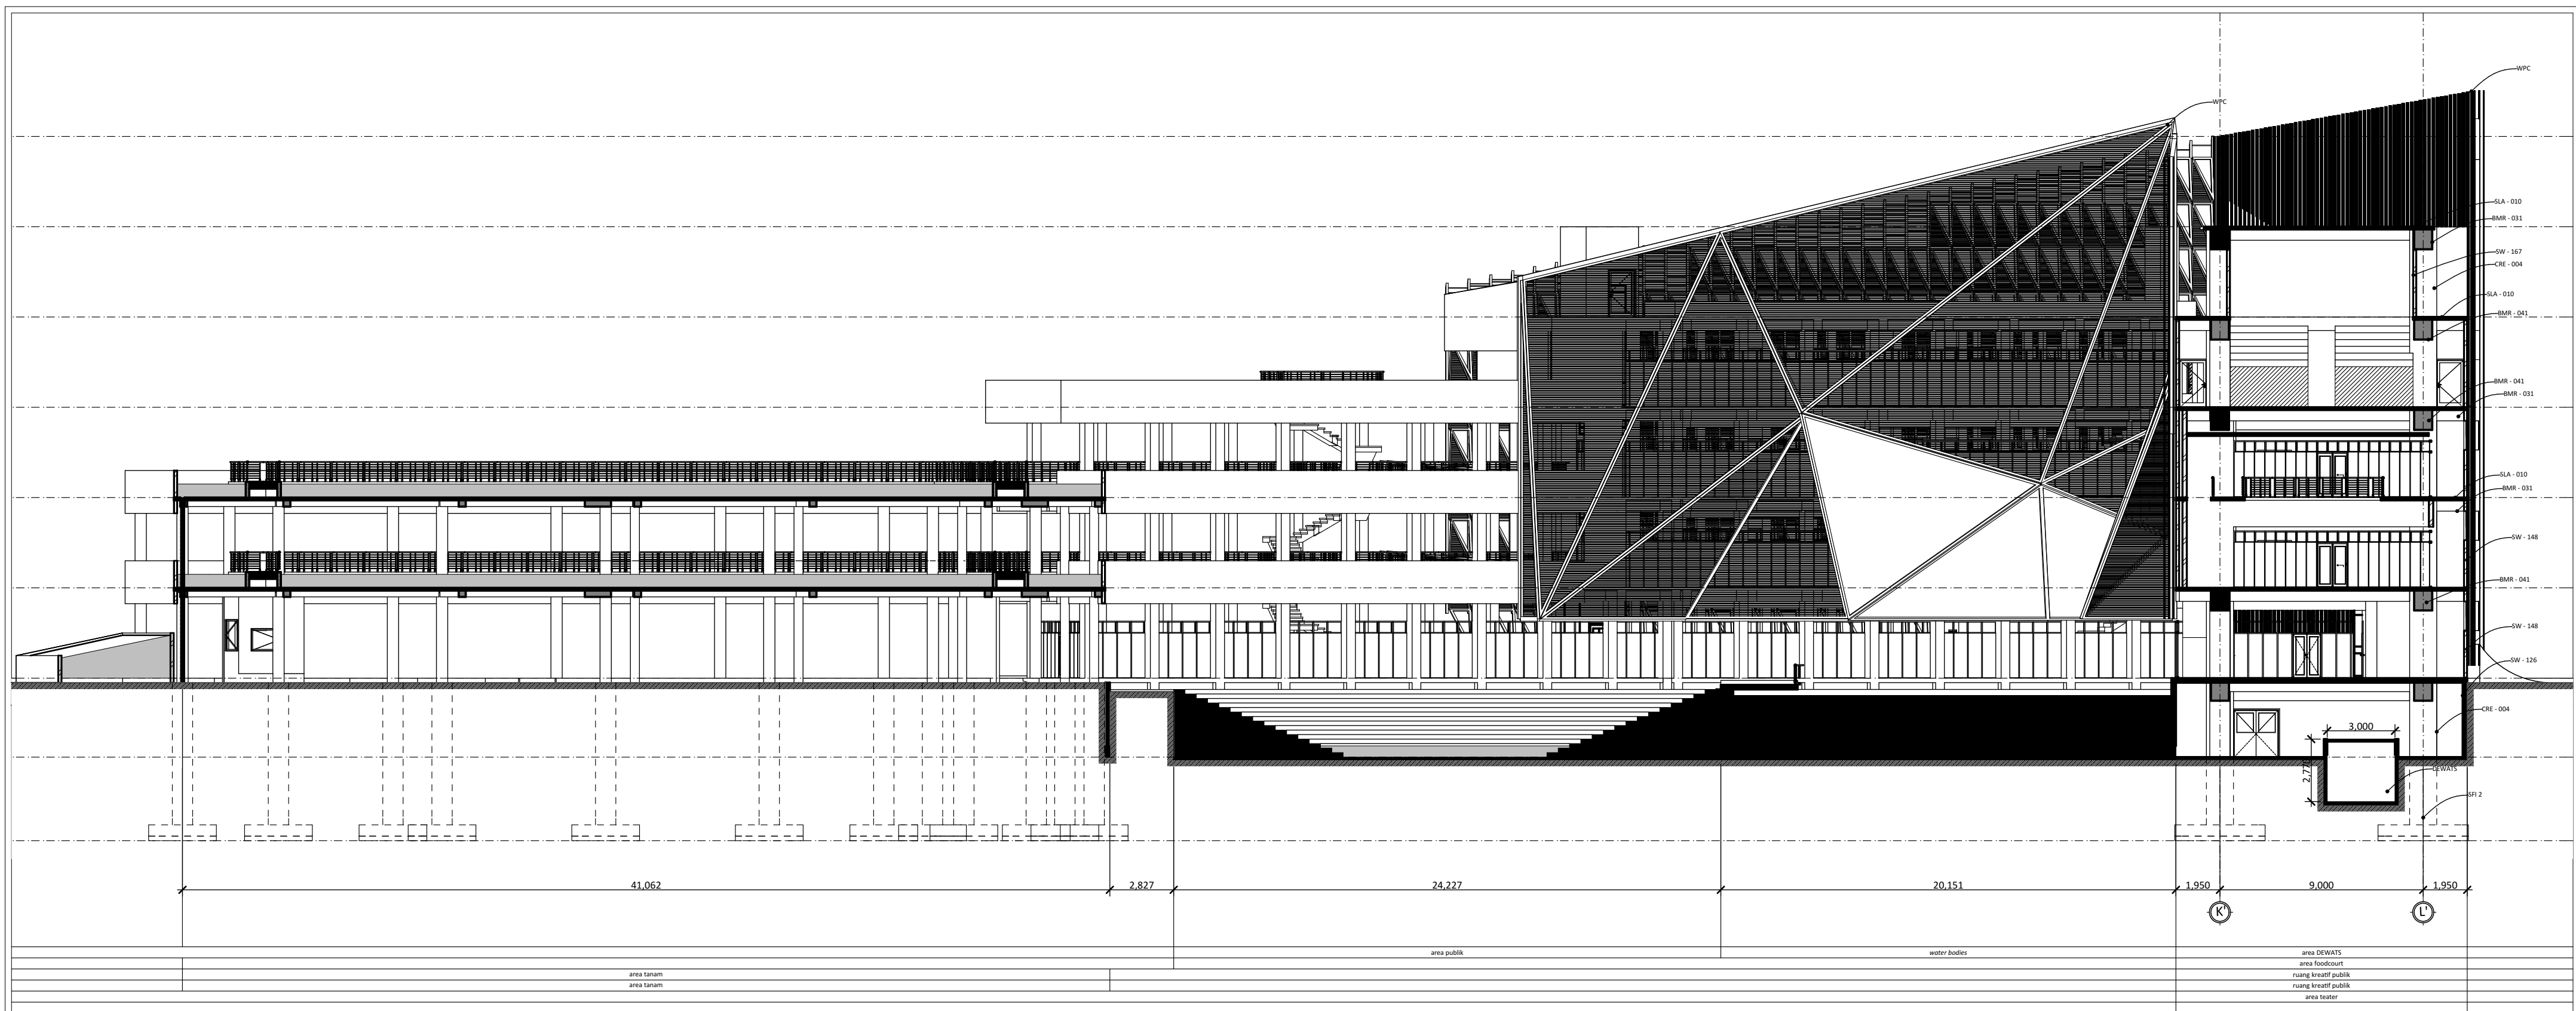 WPC
WPC
SLA - 010
BMR - 031
SW - 167
CRE - 004
SLA - 010
BMR - 041
BMR - 041
BMR - 031
SLA - 010
BMR - 031
SW - 148
BMR - 041
SW - 148
SW - 126
CRE - 004
3,000
2,770
DEWATS
SFI 2
41,062 2,827 24,227 20,151 1,950 9,000 1,950
K' L'
area publik water bodies area DEWATS
area foodcourt
area tanam ruang kreatif publik
area tanam ruang kreatif publik
area teater